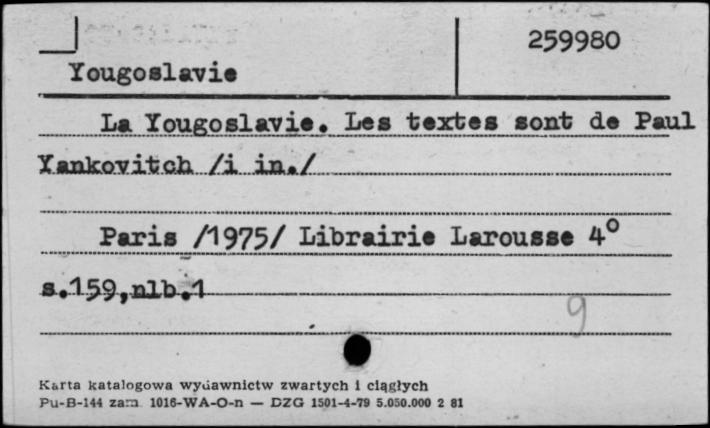 259980
Yougoslavie
La Yougoslavie. Les textes sont de Paul
Yankovitch /i in./
Paris /1975/ Librairie Larousse 4°
s.159,nlb.1
9
Karta katalogowa wydawnictw zwartych i ciągłych
Pu-B-144 zam. 1016-WA-O-n — DZG 1501-4-79 5.050.000 2 81